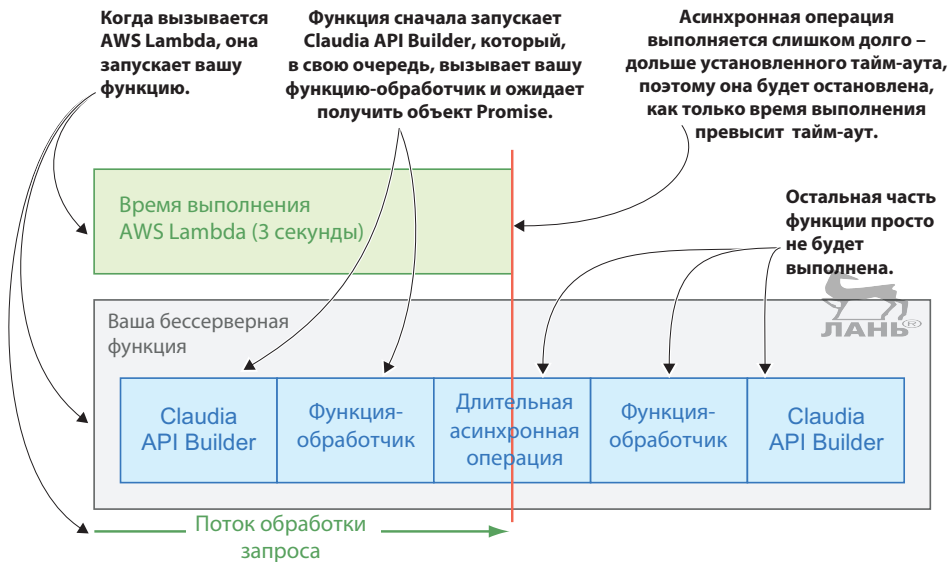 Когда вызывается
AWS Lambda, она
запускает вашу
функцию.
Функция сначала запускает
Claudia API Builder, который,
в свою очередь, вызывает вашу
функцию-обработчик и ожидает
получить объект Promise.
Асинхронная операция
выполняется слишком долго –
дольше установленного тайм-аута,
поэтому она будет остановлена,
как только время выполнения
превысит тайм-аут.
Время выполнения
AWS Lambda (3 секунды)
Остальная часть
функции просто
не будет
выполнена.
ЛАНЬ®
Ваша бессерверная
функция
Claudia
API Builder
Функция-
обработчик
Длительная
асинхронная
операция
Функция-
обработчик
Claudia
API Builder
Поток обработки
запроса